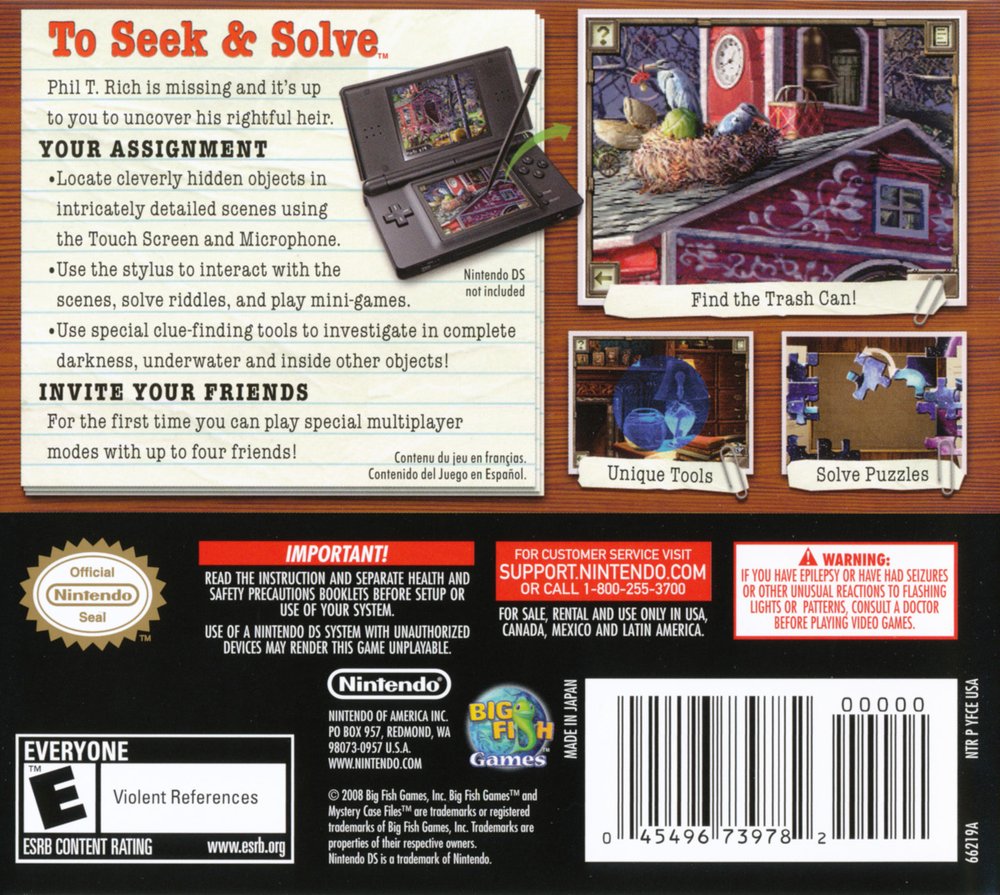 To Seek & Solve™
Phil T. Rich is missing and it's up
to you to uncover his rightful heir.
YOUR ASSIGNMENT
•Locate cleverly hidden objects in
intricately detailed scenes using
the Touch Screen and Microphone.
•Use the stylus to interact with the
scenes, solve riddles, and play mini-games.
•Use special clue-finding tools to investigate in complete
darkness, underwater and inside other objects!
INVITE YOUR FRIENDS
For the first time you can play special multiplayer
modes with up to four friends!
Contenu du jeu en français.
Contenido del Juego en Español.
Nintendo DS
not included
?
Find the Trash Can!
?
Unique Tools
Solve Puzzles
Official
Nintendo
Seal
TM
IMPORTANT!
READ THE INSTRUCTION AND SEPARATE HEALTH AND
SAFETY PRECAUTIONS BOOKLETS BEFORE SETUP OR
USE OF YOUR SYSTEM.
USE OF A NINTENDO DS SYSTEM WITH UNAUTHORIZED
DEVICES MAY RENDER THIS GAME UNPLAYABLE.
FOR CUSTOMER SERVICE VISIT
SUPPORT.NINTENDO.COM
OR CALL 1-800-255-3700
FOR SALE, RENTAL AND USE ONLY IN USA,
CANADA, MEXICO AND LATIN AMERICA.
WARNING:
IF YOU HAVE EPILEPSY OR HAVE HAD SEIZURES
OR OTHER UNUSUAL REACTIONS TO FLASHING
LIGHTS OR PATTERNS, CONSULT A DOCTOR
BEFORE PLAYING VIDEO GAMES.
Nintendo®
NINTENDO OF AMERICA INC.
PO BOX 957, REDMOND, WA
98073-0957 U.S.A.
WWW.NINTENDO.COM
BIG
FISH
Games™
© 2008 Big Fish Games, Inc. Big Fish Games™ and
Mystery Case Files™ are trademarks or registered
trademarks of Big Fish Games, Inc. Trademarks are
properties of their respective owners.
Nintendo DS is a trademark of Nintendo.
EVERYONE
TM
E
Violent References
ESRB CONTENT RATING www.esrb.org
MADE IN JAPAN
00000
0 45496 73978 2
NTR P YFCE USA
66219A